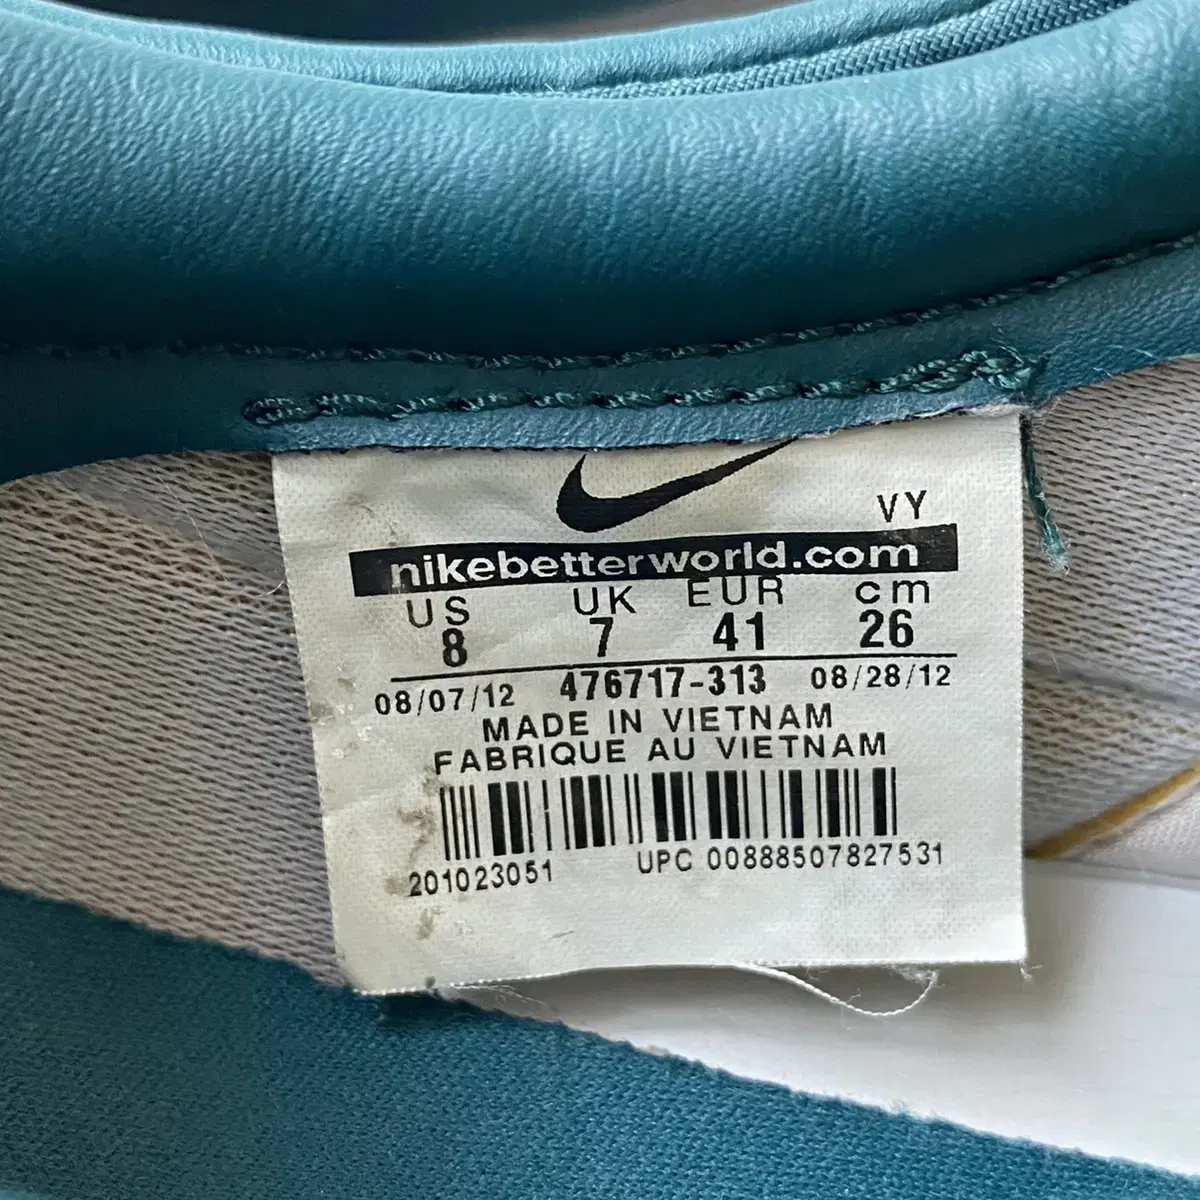 VY
nikebetterworld.com
US UK EUR cm
8 7 41 26
08/07/12 476717-313 08/28/12
MADE IN VIETNAM
FABRIQUE AU VIETNAM
201023051 UPC 00888507827531